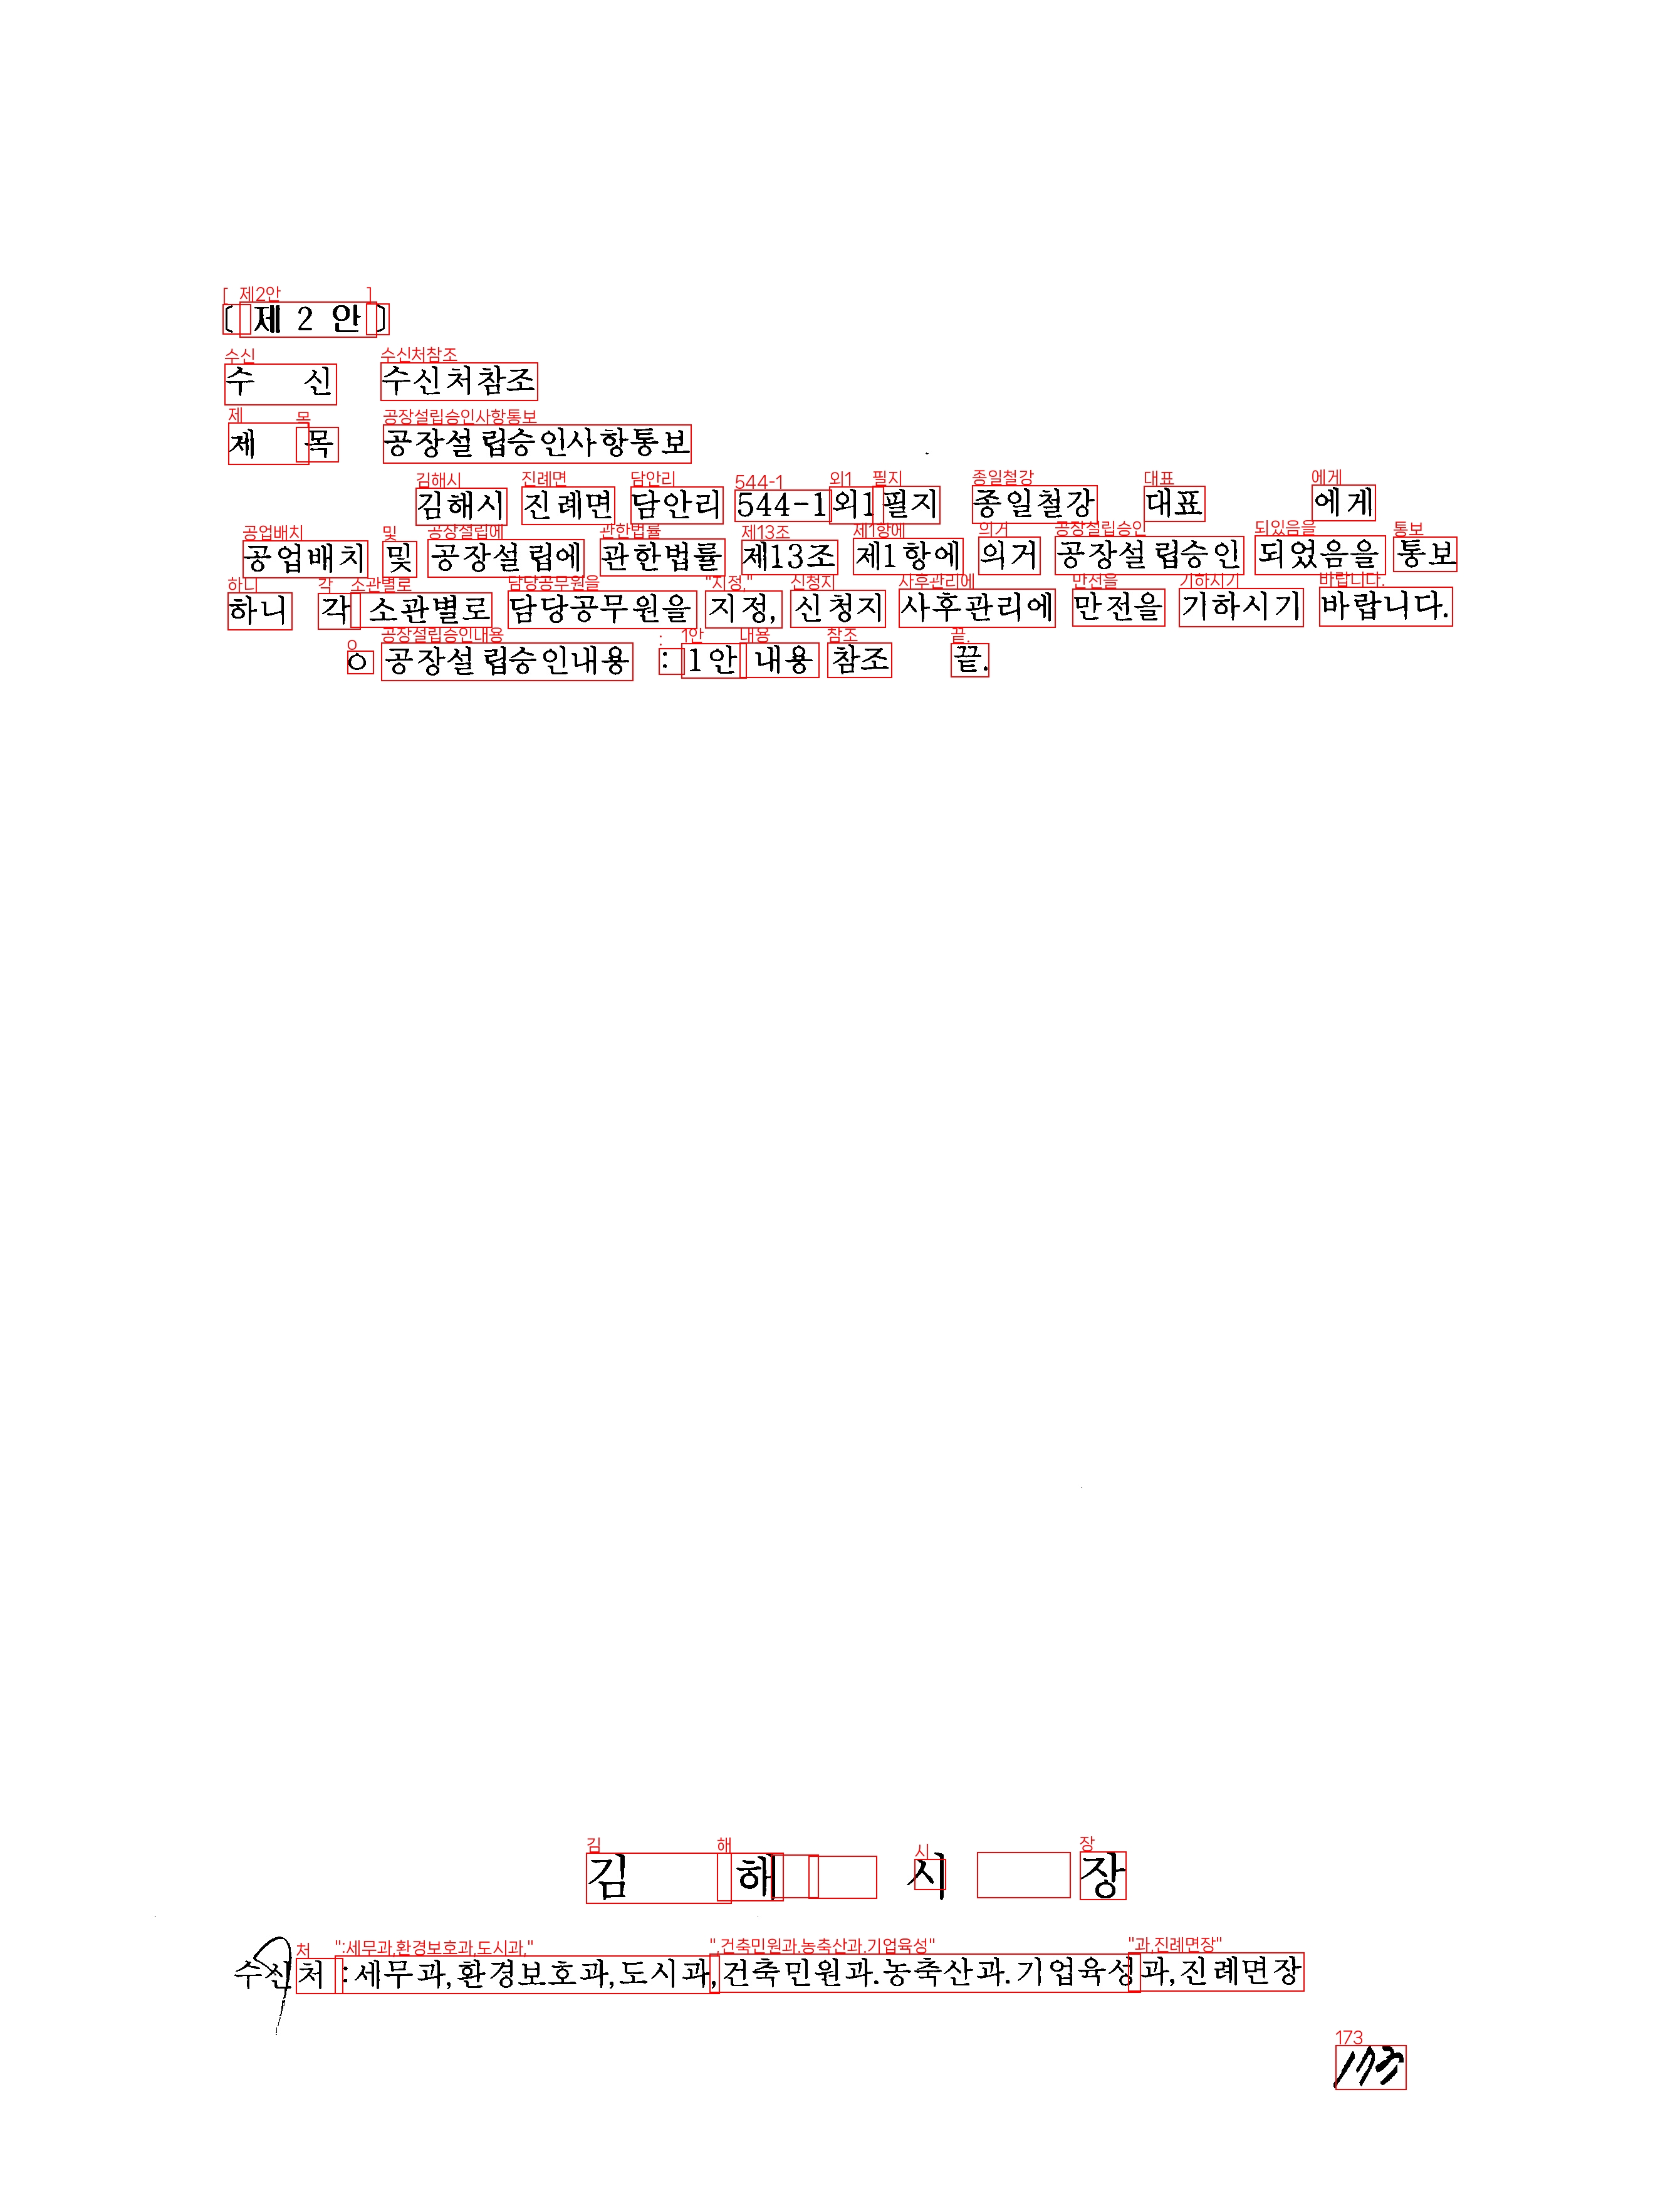 〔 제 2 안 〕
수 신 수신처참조
제 목 공장설립승인사항통보
김해시 진례면 담안리 544-1외1필지 종일철강 대표 에게
공업배치 및 공장설립에 관한법률 제13조 제1항에 의거 공장설립승인 되었음을 통보
하니 각 소관별로 담당공무원을 지정, 신청지 사후관리에 만전을 기하시기 바랍니다.
ㅇ 공장설립승인내용 : 1안 내용 참조 끝.
김 해 시 장
수신처:세무과,환경보호과,도시과,건축민원과.농축산과.기업육성과,진례면장
173